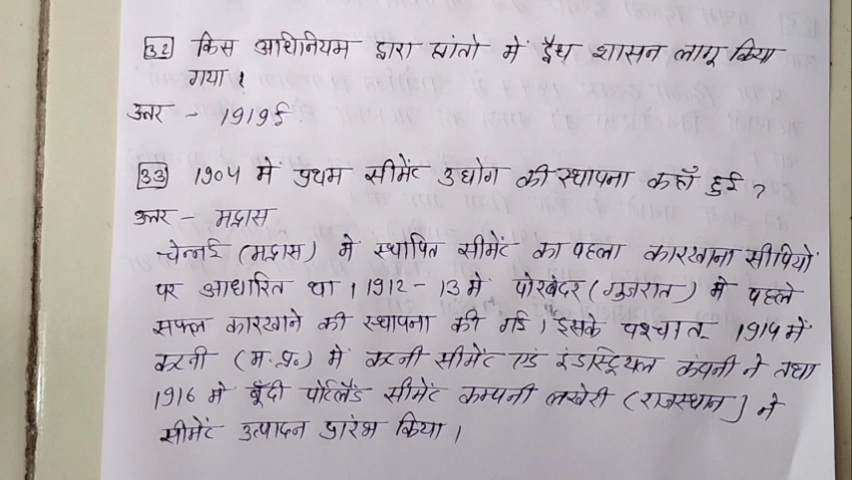 32 किस अधिनियम द्वारा प्रांतो में द्वैध शासन लागू किया
गया ?
उत्तर - 1919 ई.
33 1904 में प्रथम सीमेंट उद्योग की स्थापना कहाँ हुई ?
उत्तर - मद्रास
चेन्नई (मद्रास) में स्थापित सीमेंट का पहला कारखाना सीपियों
पर आधारित था । 1912 - 13 में पोरबंदर (गुजरात) में पहले
सफल कारखाने की स्थापना की गई । इसके पश्चात 1914 में
कटनी (म.प्र.) में कटनी सीमेंट एंड इंडस्ट्रियल कंपनी ने तथा
1916 में बूँदी पोर्टलैंड सीमेंट कम्पनी लखेरी (राजस्थान) ने
सीमेंट उत्पादन प्रारंभ किया ।